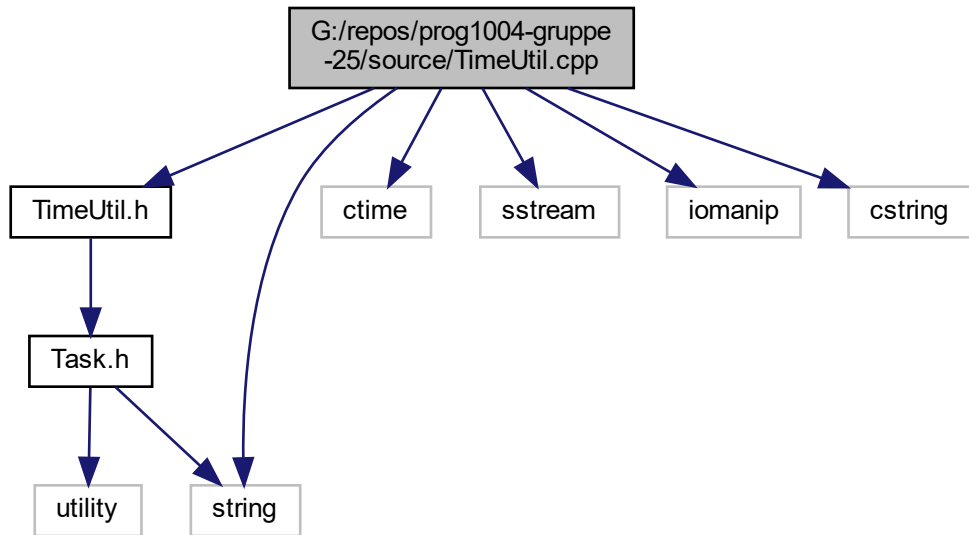 G:/repos/prog1004-gruppe
-25/source/TimeUtil.cpp
TimeUtil.h
ctime
sstream
iomanip
cstring
Task.h
utility
string